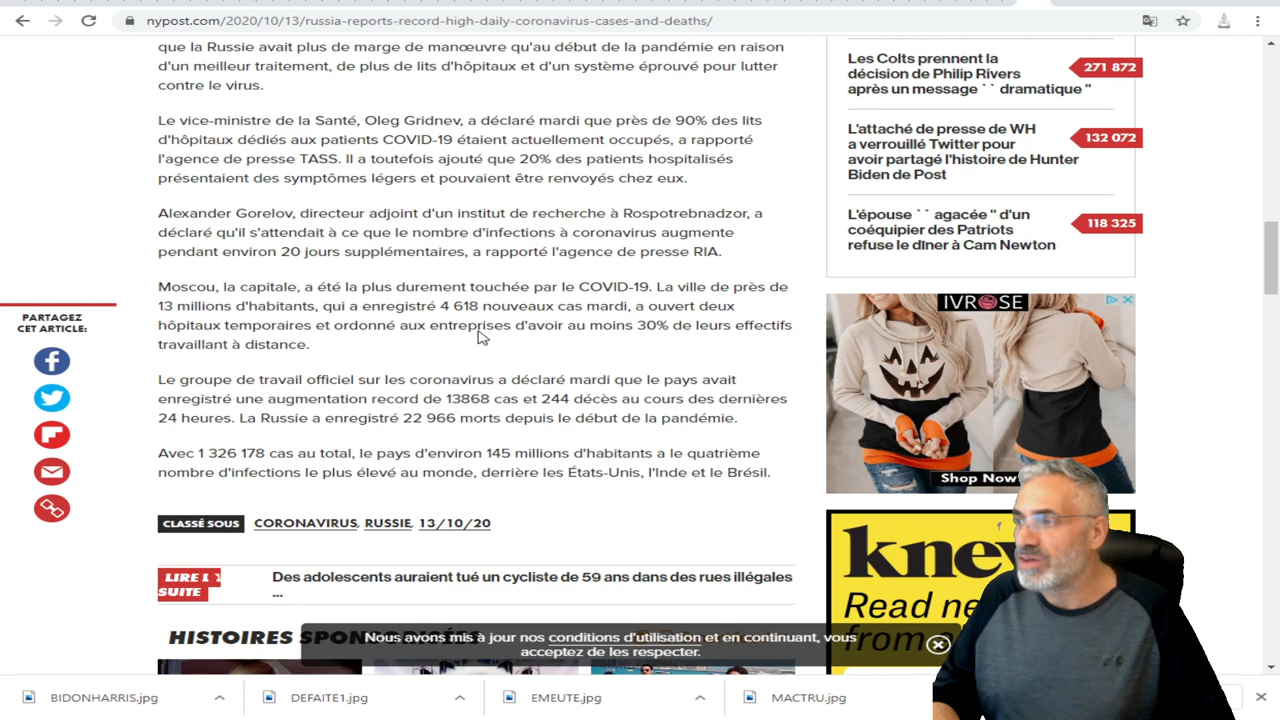 nypost.com/2020/10/13/russia-reports-record-high-daily-coronavirus-cases-and-deaths/
que la Russie avait plus de marge de manœuvre qu'au début de la pandémie en raison
d'un meilleur traitement, de plus de lits d'hôpitaux et d'un système éprouvé pour lutter
contre le virus.
Le vice-ministre de la Santé, Oleg Gridnev, a déclaré mardi que près de 90% des lits
d'hôpitaux dédiés aux patients COVID-19 étaient actuellement occupés, a rapporté
l'agence de presse TASS. Il a toutefois ajouté que 20% des patients hospitalisés
présentaient des symptômes légers et pouvaient être renvoyés chez eux.
Alexander Gorelov, directeur adjoint d'un institut de recherche à Rospotrebnadzor, a
déclaré qu'il s'attendait à ce que le nombre d'infections à coronavirus augmente
pendant environ 20 jours supplémentaires, a rapporté l'agence de presse RIA.
Moscou, la capitale, a été la plus durement touchée par le COVID-19. La ville de près de
13 millions d'habitants, qui a enregistré 4 618 nouveaux cas mardi, a ouvert deux
hôpitaux temporaires et ordonné aux entreprises d'avoir au moins 30% de leurs effectifs
travaillant à distance.
Le groupe de travail officiel sur les coronavirus a déclaré mardi que le pays avait
enregistré une augmentation record de 13868 cas et 244 décès au cours des dernières
24 heures. La Russie a enregistré 22 966 morts depuis le début de la pandémie.
Avec 1 326 178 cas au total, le pays d'environ 145 millions d'habitants a le quatrième
nombre d'infections le plus élevé au monde, derrière les États-Unis, l'Inde et le Brésil.
CLASSÉ SOUS CORONAVIRUS, RUSSIE, 13/10/20
LIRE L
SUITE
Des adolescents auraient tué un cycliste de 59 ans dans des rues illégales
...
HISTOIRES
PARTAGEZ
CET ARTICLE:
Les Colts prennent la
décision de Philip Rivers
après un message `` dramatique ''
271 872
L'attaché de presse de WH
a verrouillé Twitter pour
avoir partagé l'histoire de Hunter
Biden de Post
132 072
L'épouse `` agacée '' d'un
coéquipier des Patriots
refuse le dîner à Cam Newton
118 325
IVROSE
Shop Now
Read
from
Nous avons mis à jour nos conditions d'utilisation et en continuant, vous
acceptez de les respecter.
BIDONHARRIS.jpg
DEFAITE1.jpg
EMEUTE.jpg
MACTRU.jpg